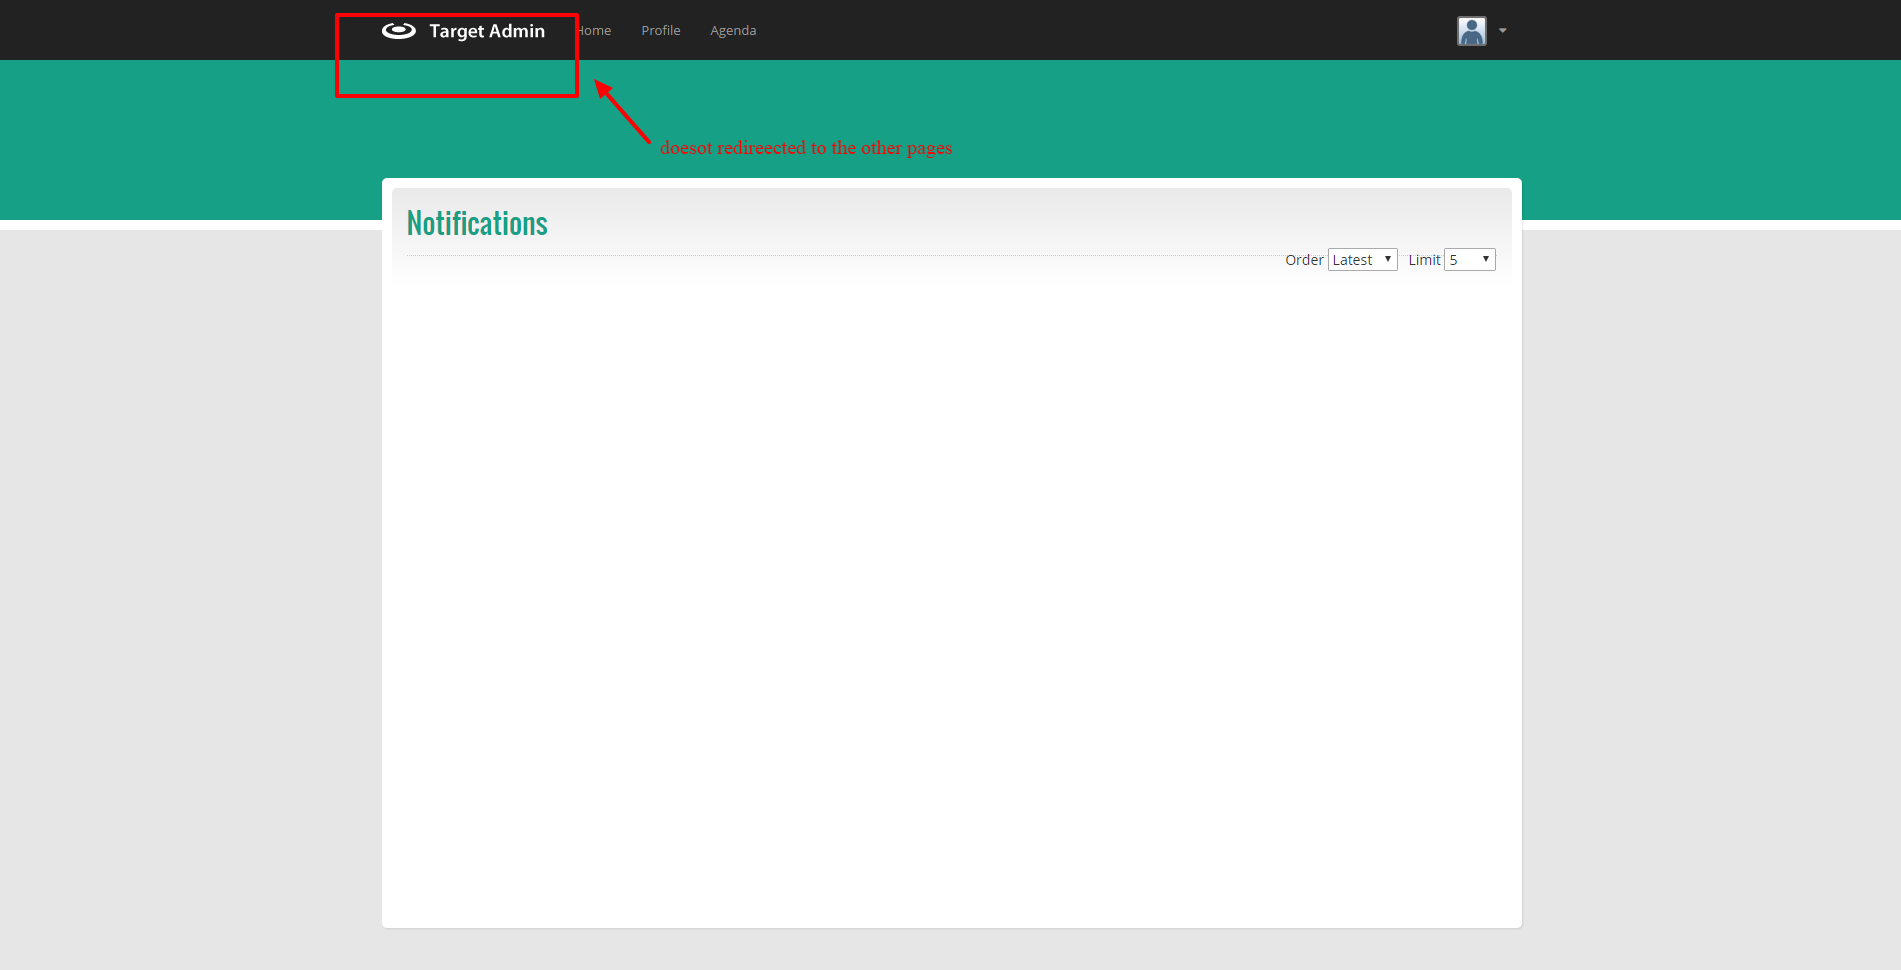 Target Admin Home Profile Agenda
doesot redireected to the other pages
Notifications
Order Latest Limit 5